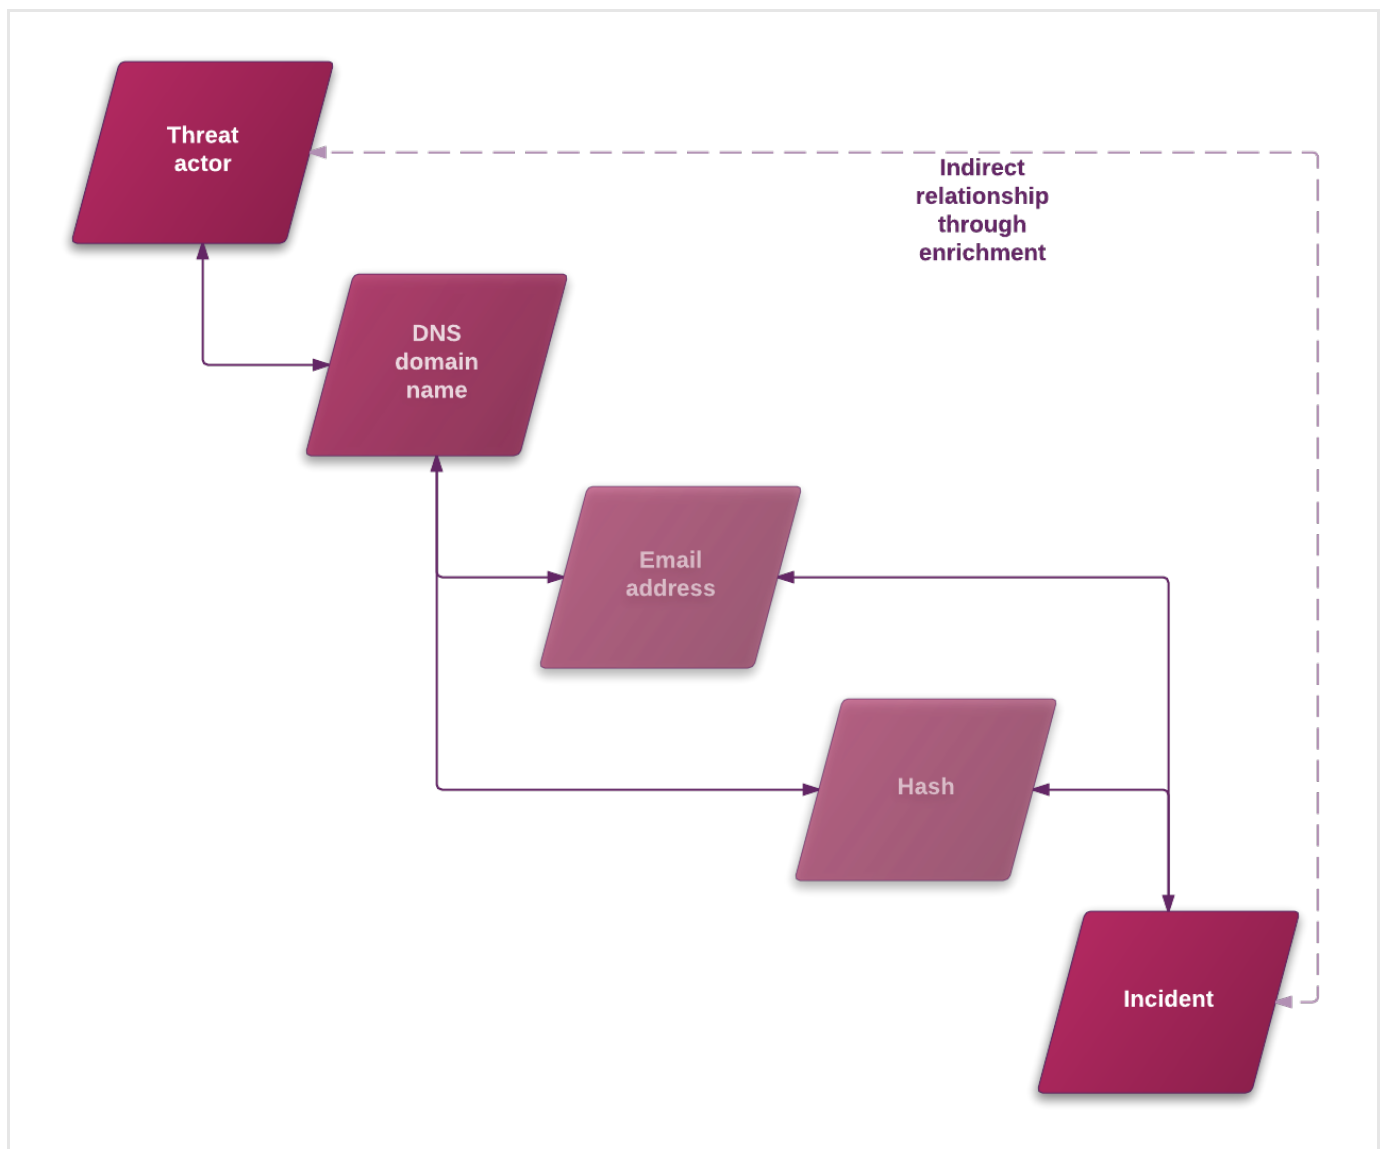 Threat
actor
Indirect
relationship
through
enrichment
DNS
domain
name
Email
address
Hash
Incident